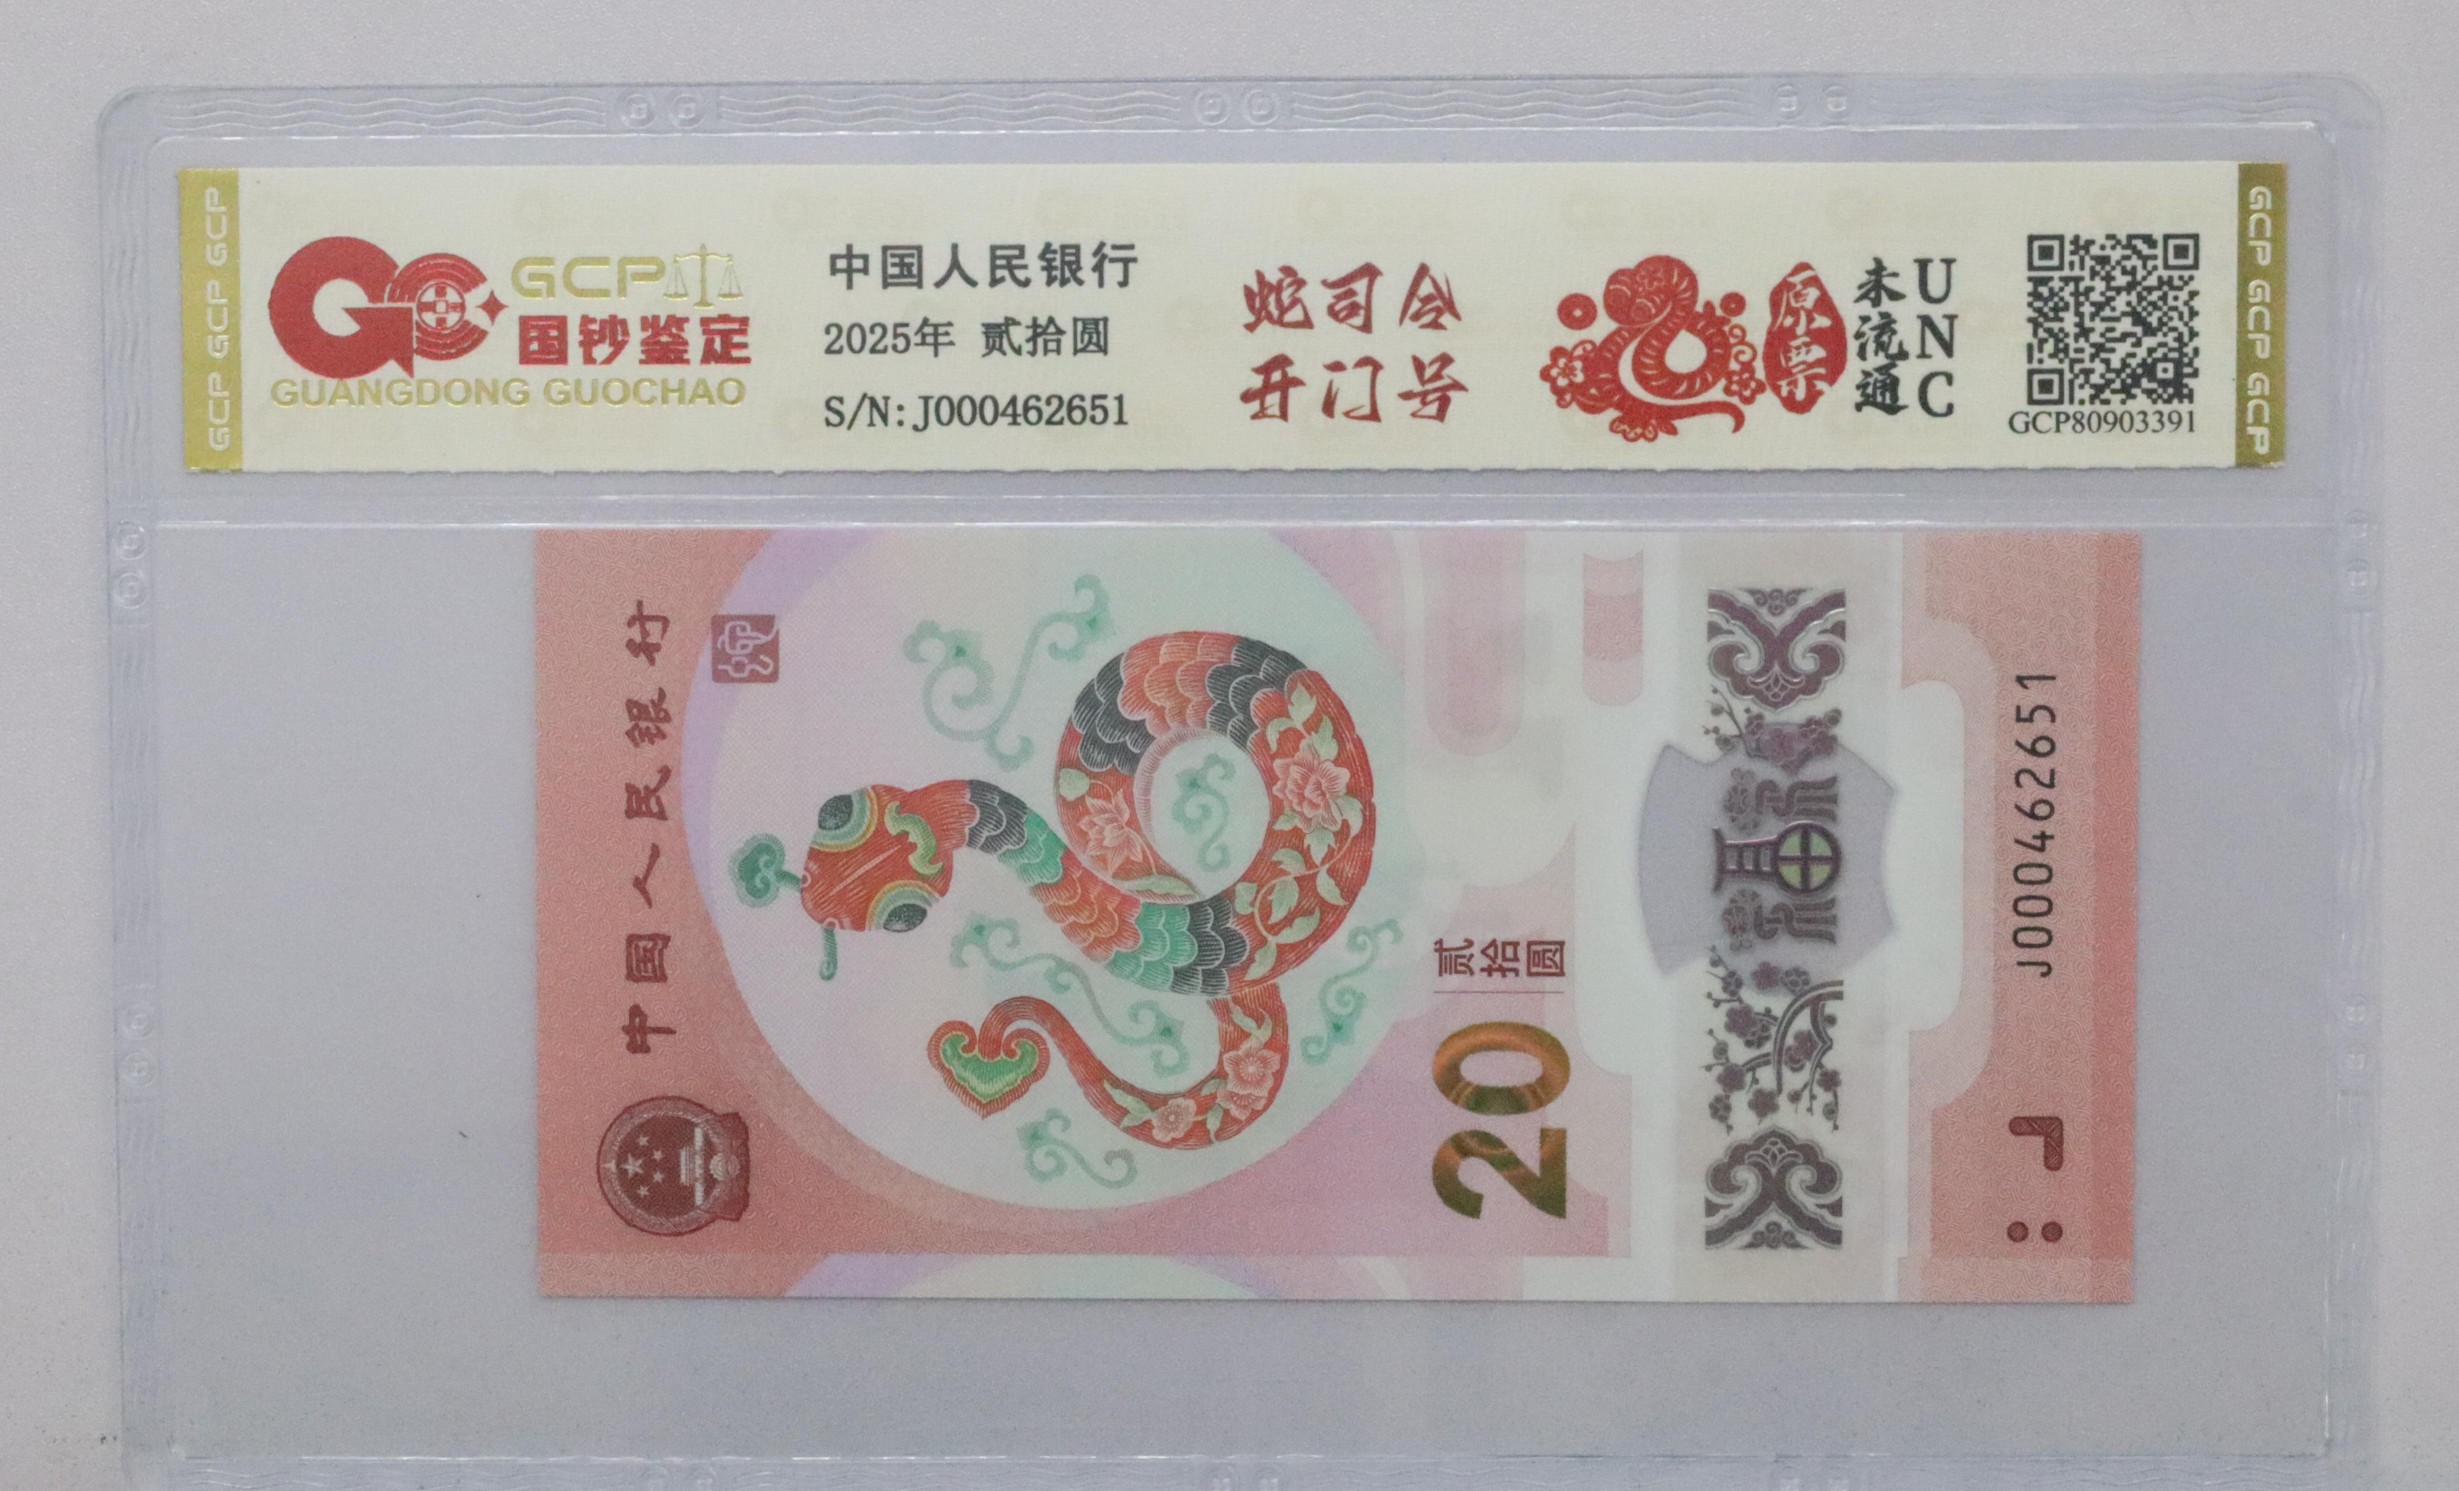 GCP GCP GCP
GCP
国钞鉴定
GUANGDONG GUOCHAO
中国人民银行
2025年 贰拾圆
S/N:J000462651
蛇司令
开门号
原票
未流通
UNC
GCP80903391
GCP GCP GCP
中国人民银行
20
贰拾圆
J000462651